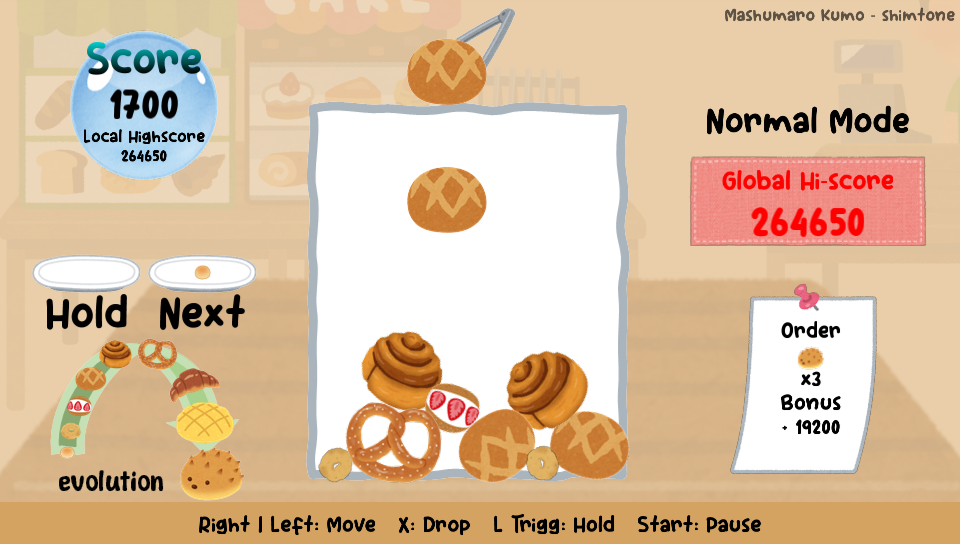 Mashumaro Kumo - Shimtone
CAKE
Score
1700
Local Highscore
264650
Normal Mode
Global Hi-score
264650
Hold
Next
Order
x3
Bonus
+ 19200
evolution
Right | Left: Move X: Drop L Trigg: Hold Start: Pause